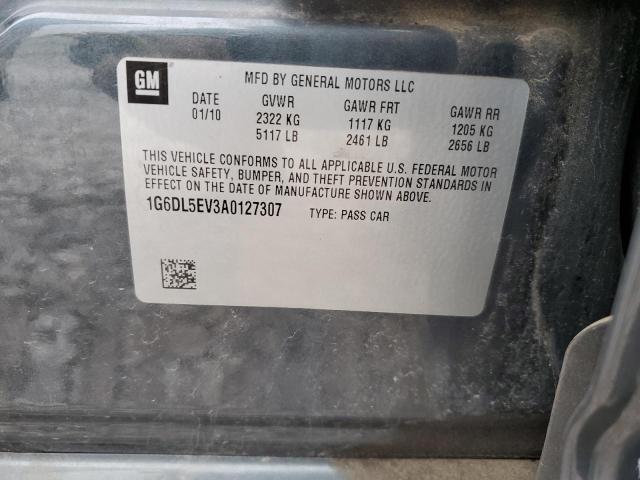 GM
MFD BY GENERAL MOTORS LLC
DATE GVWR GAWR FRT GAWR RR
01/10 2322 KG 1117 KG 1205 KG
5117 LB 2461 LB 2656 LB
THIS VEHICLE CONFORMS TO ALL APPLICABLE U.S. FEDERAL MOTOR
VEHICLE SAFETY, BUMPER, AND THEFT PREVENTION STANDARDS IN
EFFECT ON THE DATE OF MANUFACTURE SHOWN ABOVE.
1G6DL5EV3A0127307 TYPE: PASS CAR